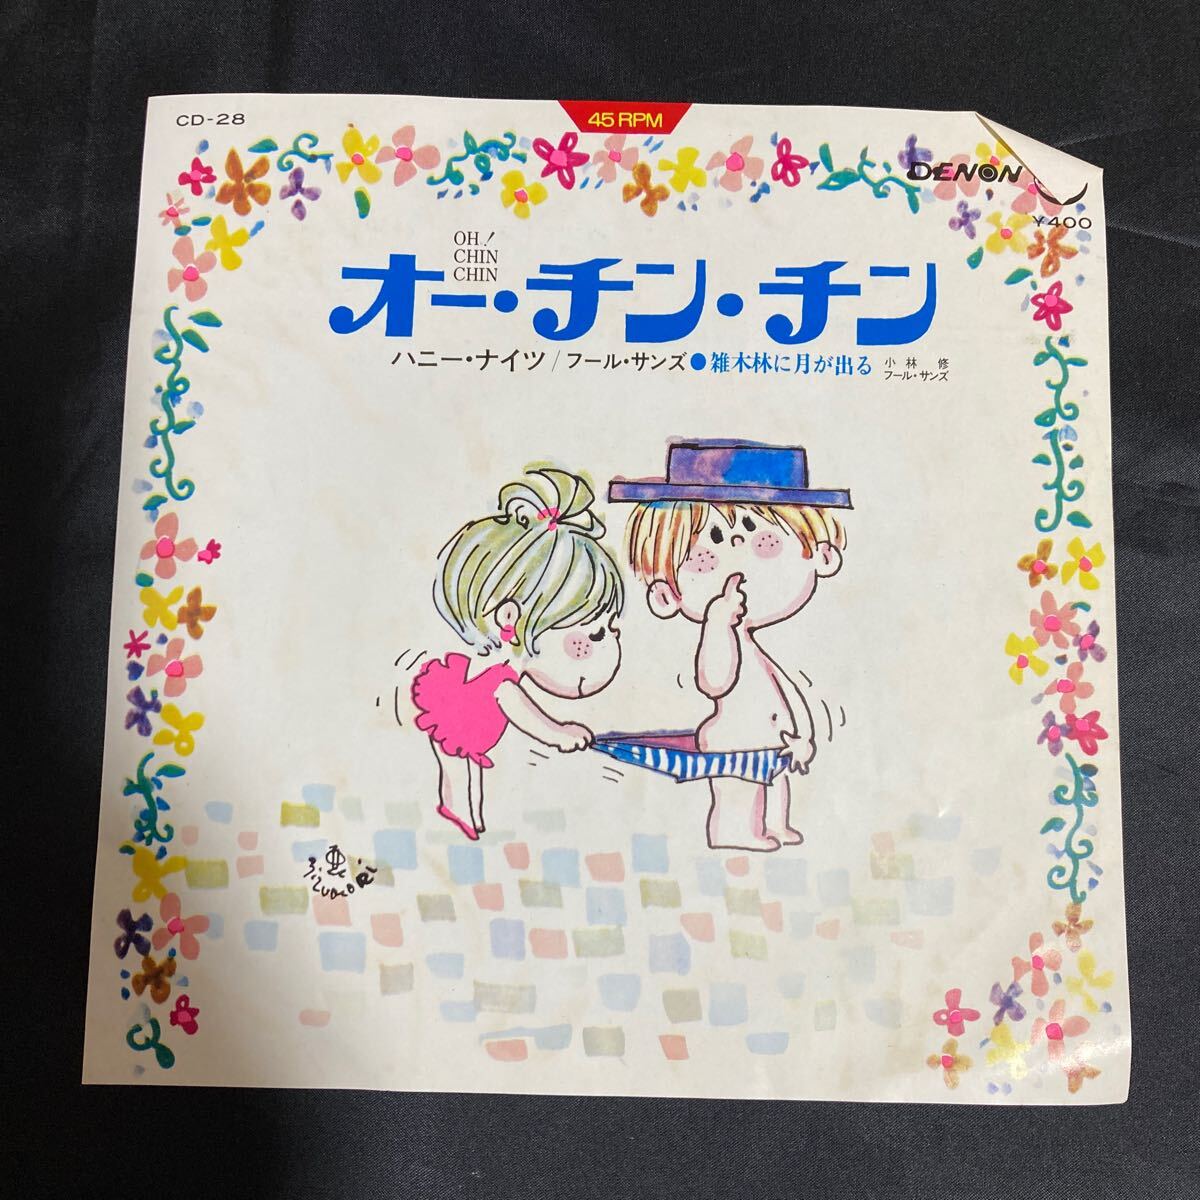 CD-28
45 RPM
DENON
¥400
OH!
CHIN
CHIN
オー・チン・チン
ハニー・ナイツ/フール・サンズ●雑木林に月が出る 小林修
フール・サンズ